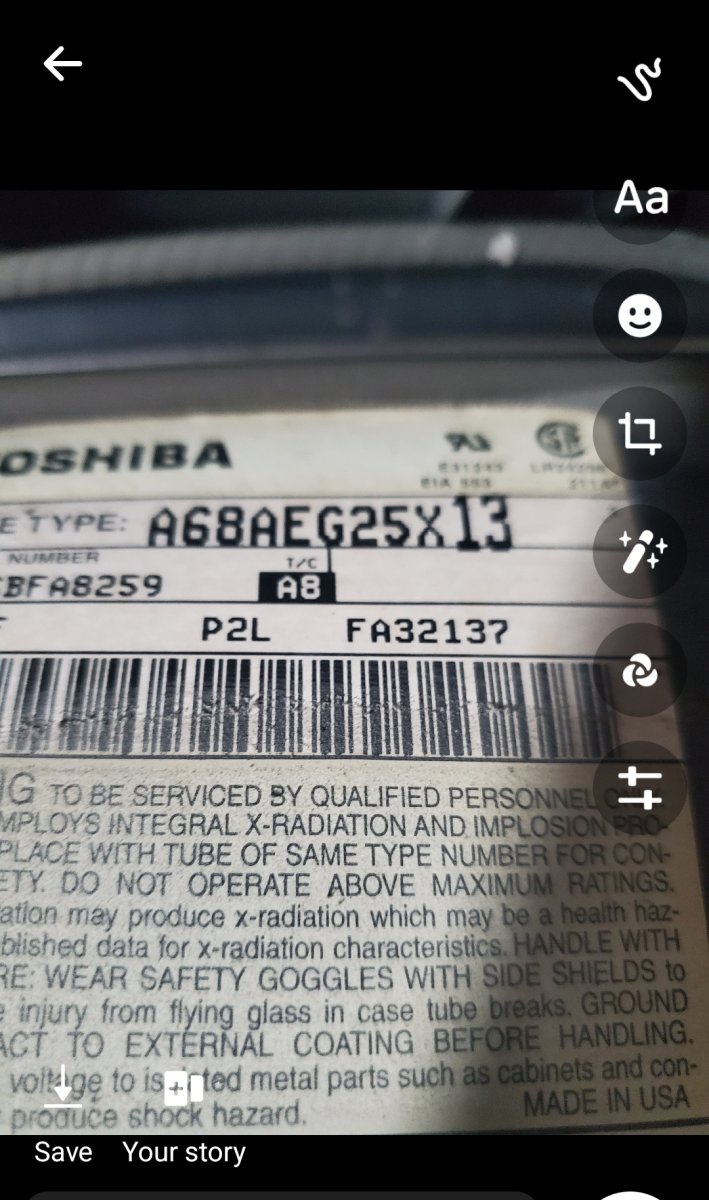 Aa
OSHIBA
E TYPE: A68AEG25X13
NUMBER T/C
BFA8259 A8
P2L FA32137
G TO BE SERVICED BY QUALIFIED PERSONNEL
MPLOYS INTEGRAL X-RADIATION AND IMPLOSION PRO-
PLACE WITH TUBE OF SAME TYPE NUMBER FOR CON-
ETY. DO NOT OPERATE ABOVE MAXIMUM RATINGS.
ation may produce x-radiation which may be a health haz-
blished data for x-radiation characteristics. HANDLE WITH
RE: WEAR SAFETY GOGGLES WITH SIDE SHIELDS to
e injury from flying glass in case tube breaks. GROUND
ACT TO EXTERNAL COATING BEFORE HANDLING.
voltage to is ted metal parts such as cabinets and con-
produce shock hazard. MADE IN USA
Save Your story